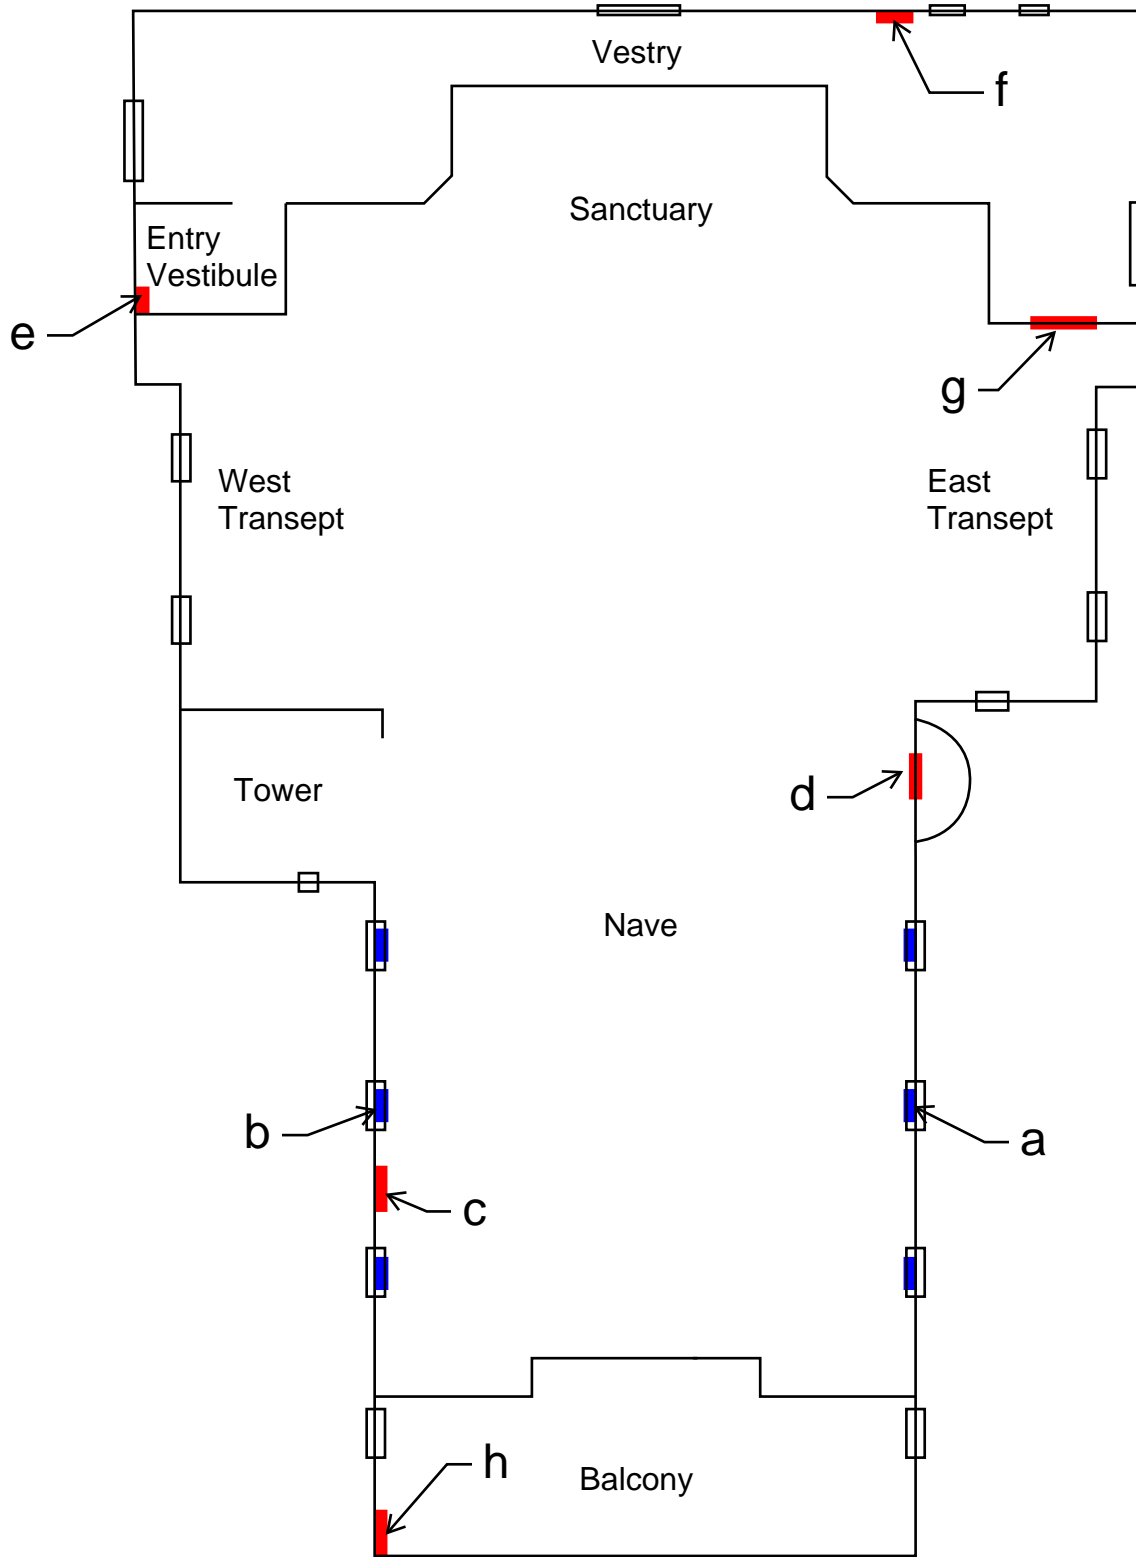 Vestry
f
Sanctuary
Entry
Vestibule
e
g
West
Transept
East
Transept
Tower
d
Nave
b
a
c
h
Balcony